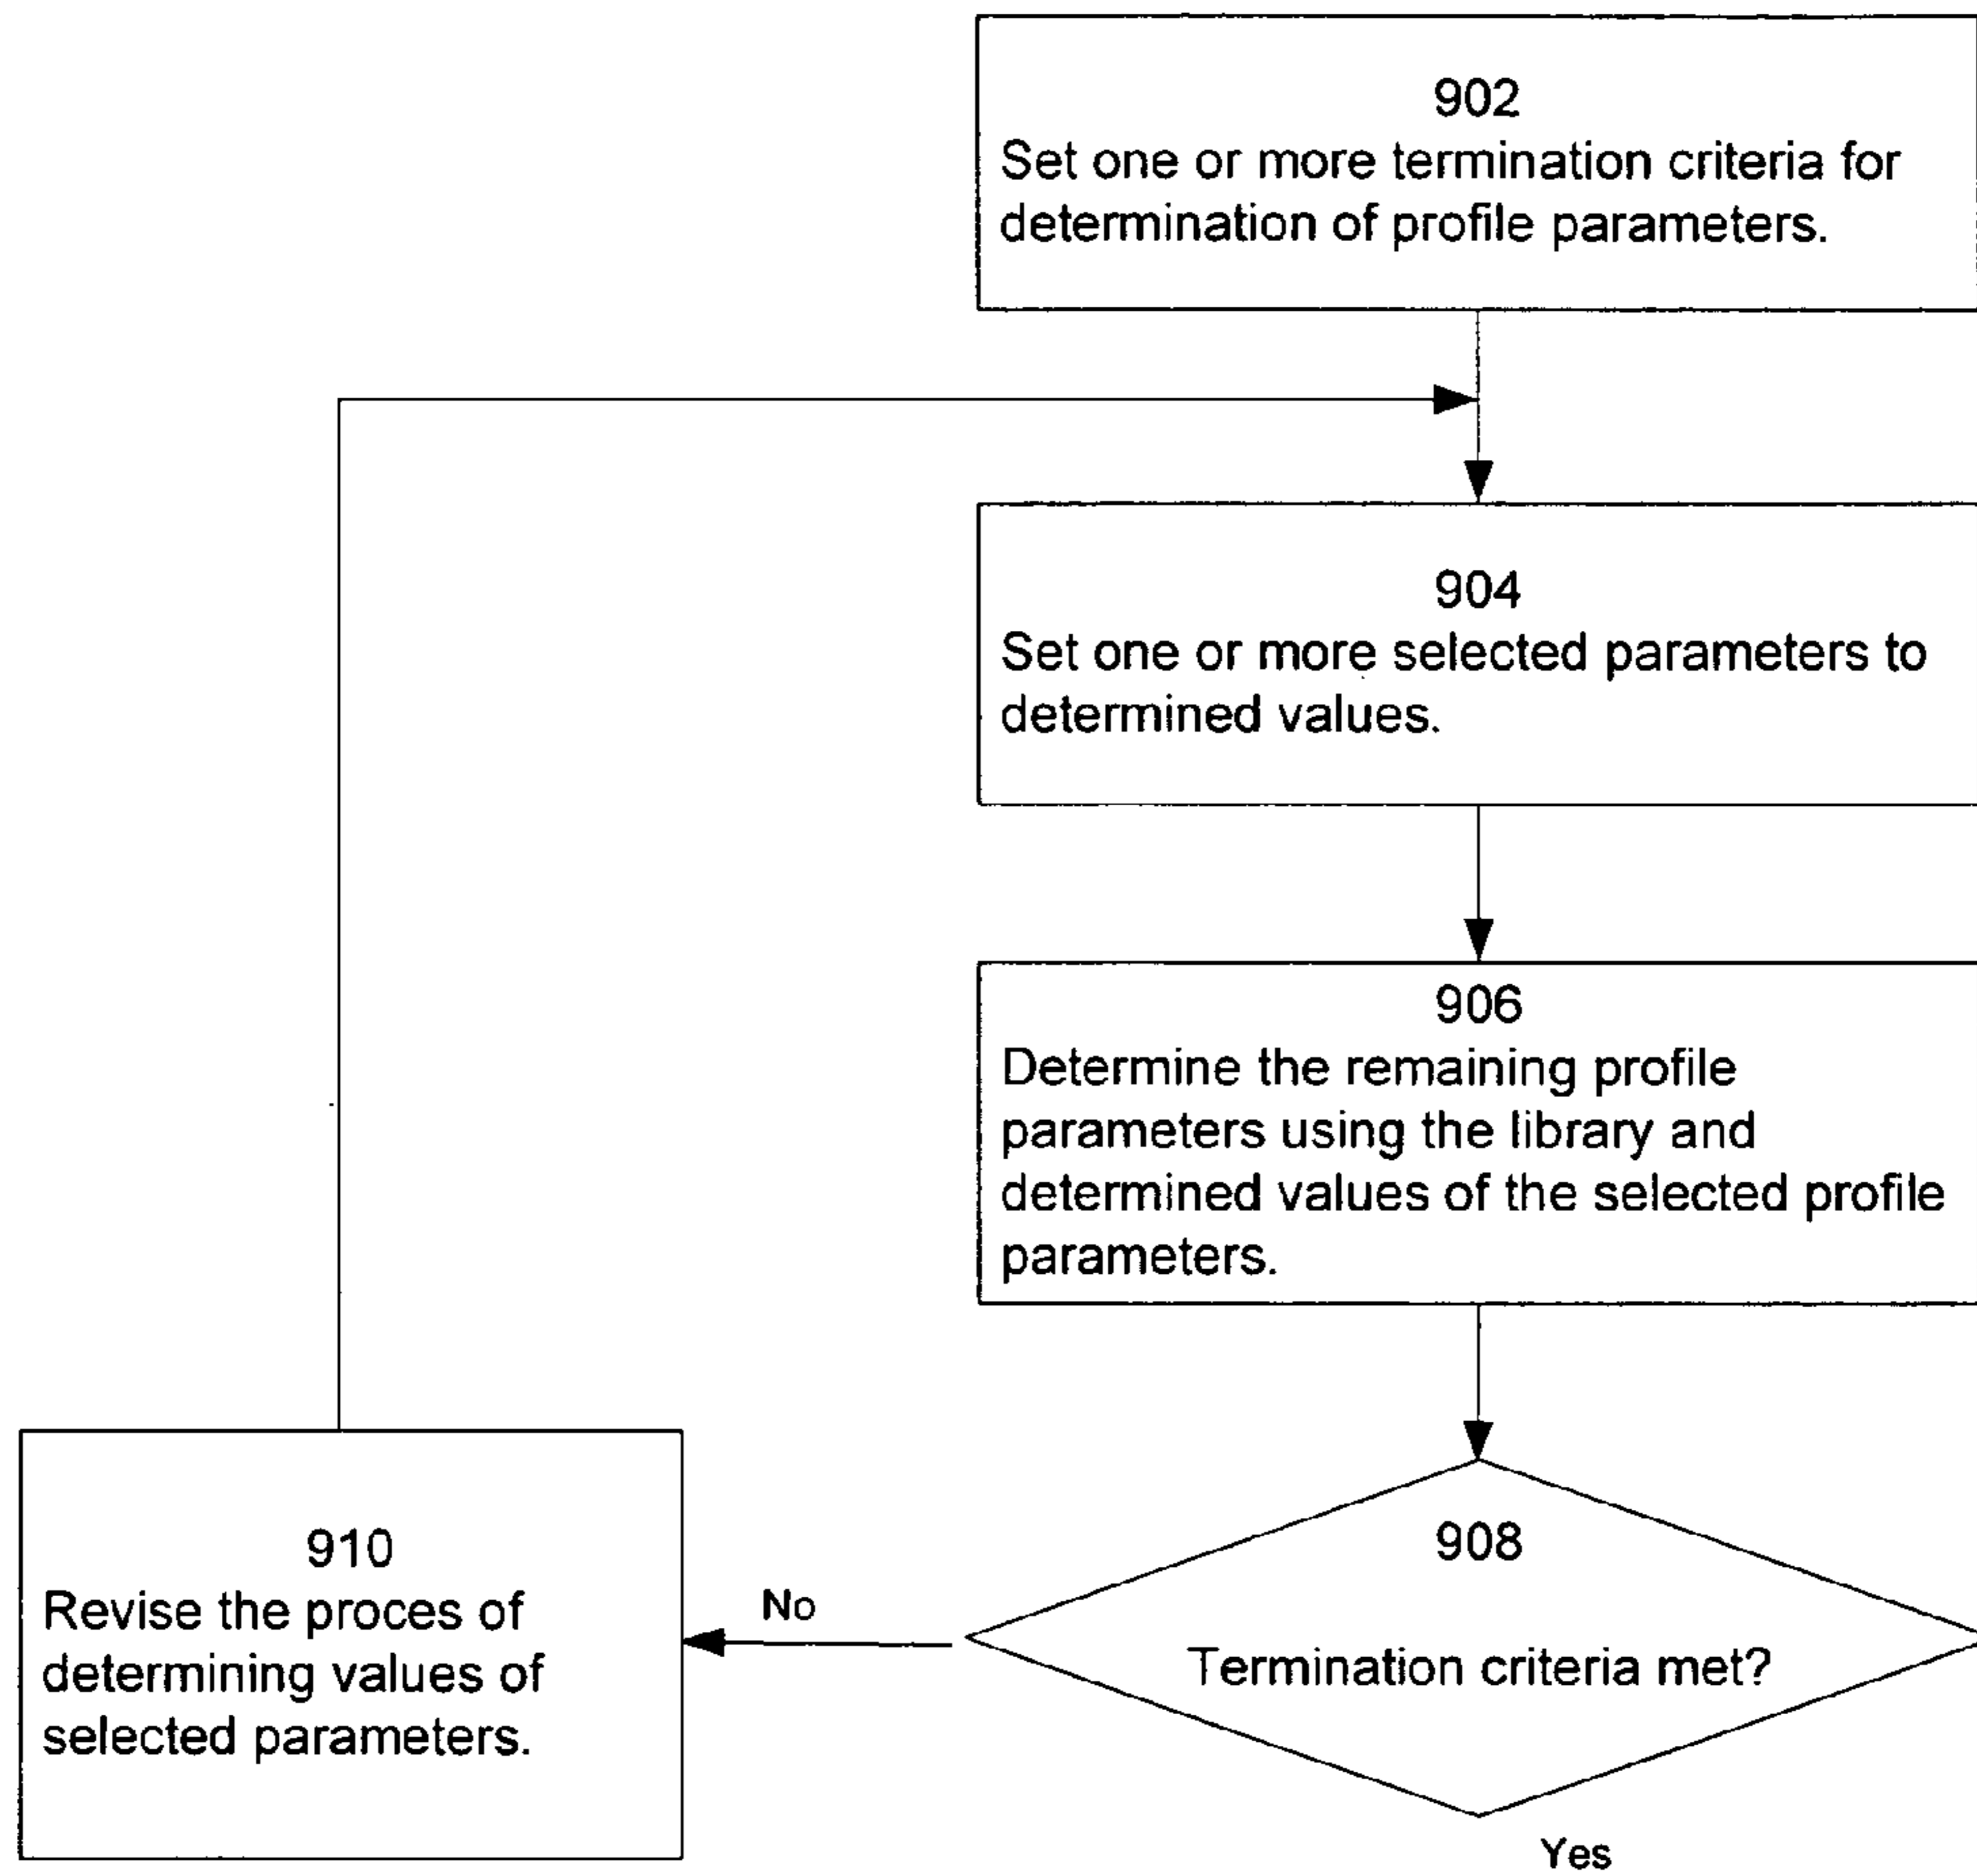 902
Set one or more termination criteria for
determination of profile parameters.
904
Set one or more selected parameters to
determined values.
906
Determine the remaining profile
parameters using the library and
determined values of the selected profile
parameters.
908
Termination criteria met?
No
Yes
910
Revise the proces of
determining values of
selected parameters.